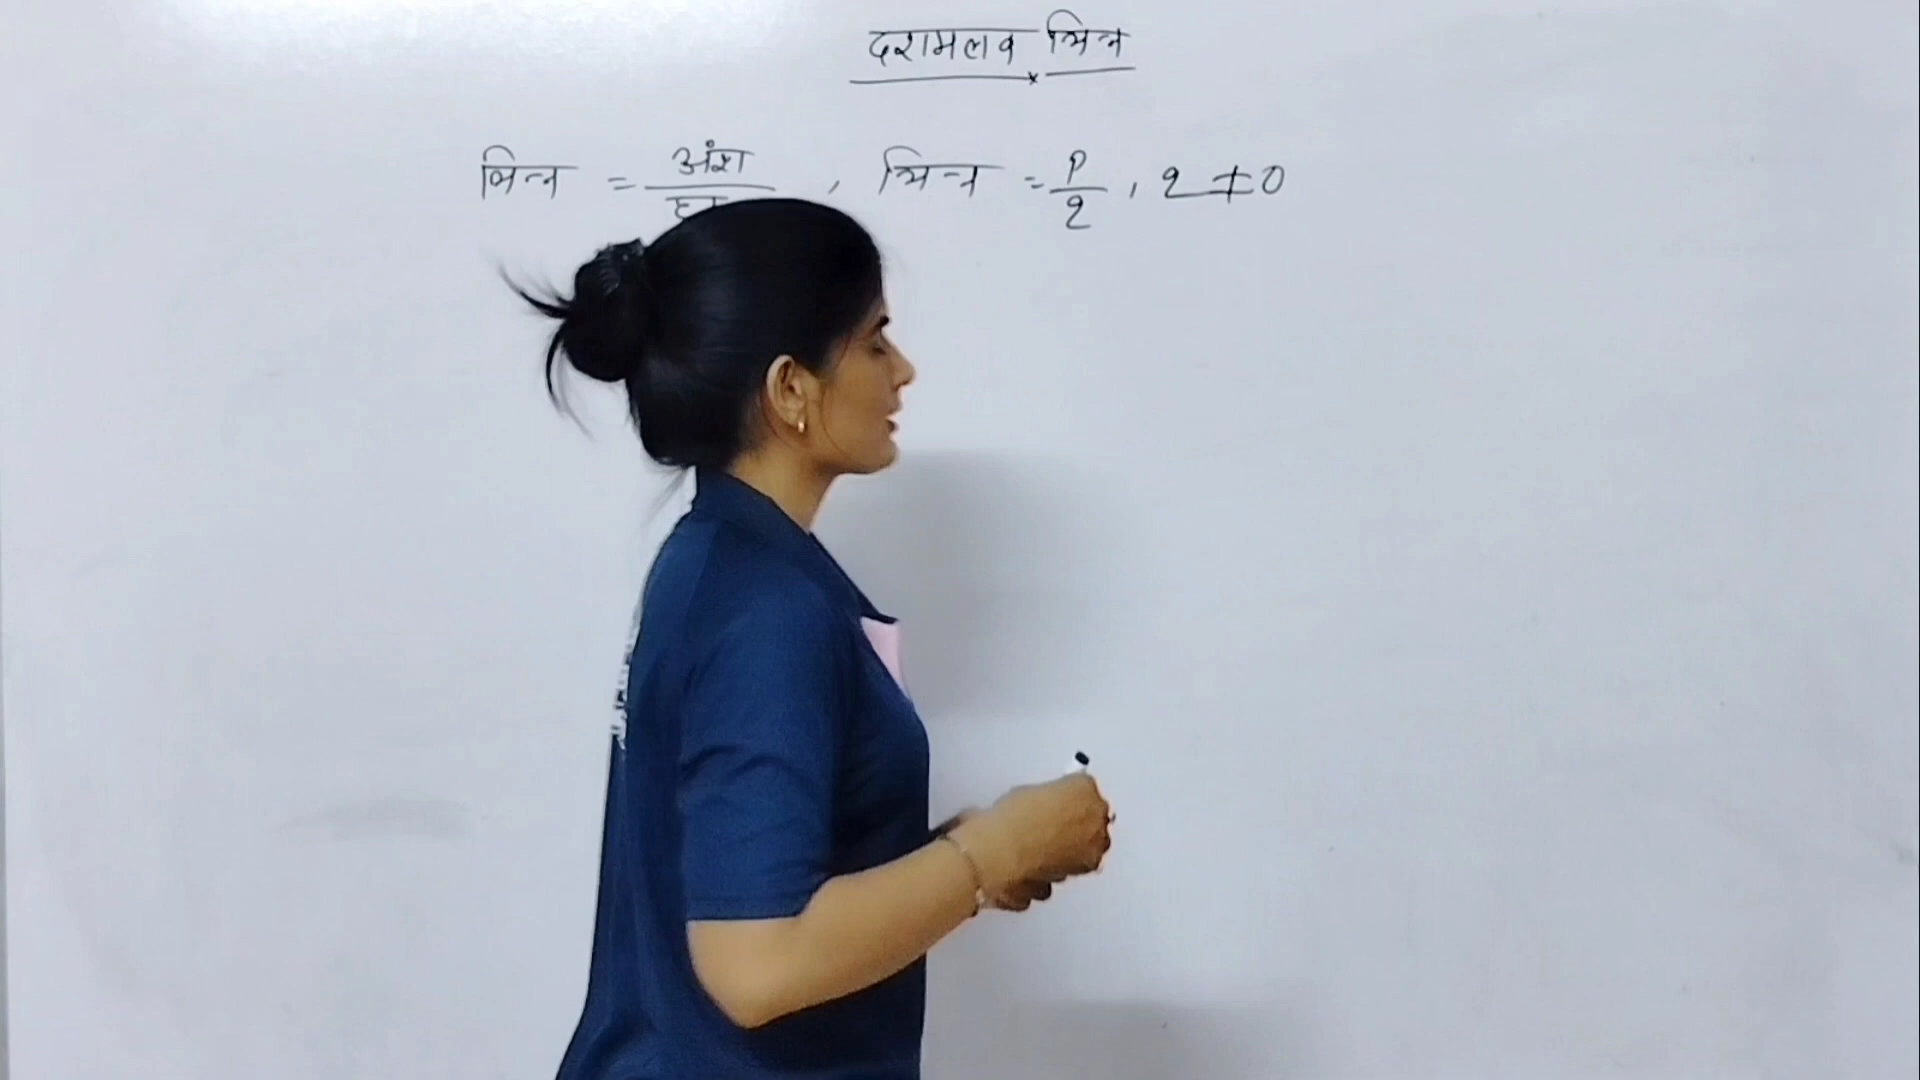 दशमलव भिन्न
भिन्न = अंश , भिन्न = p/q , q ≠ 0